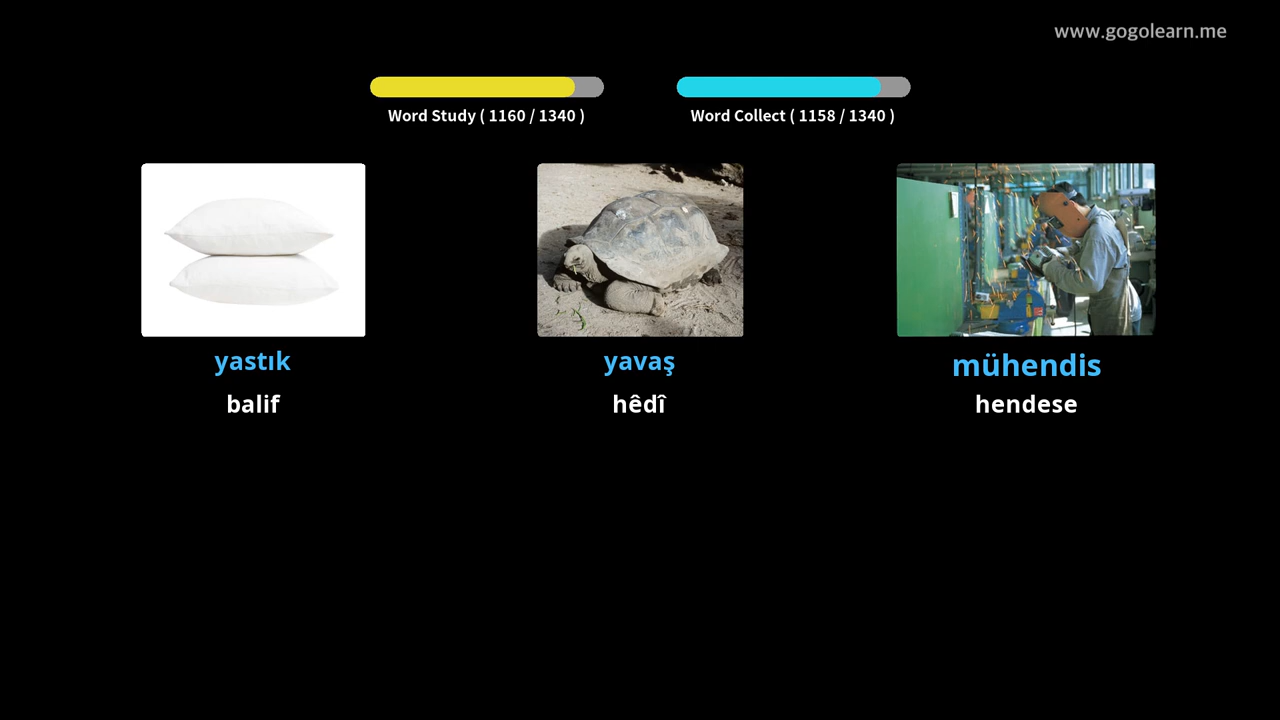 www.gogolearn.me
Word Study ( 1160 / 1340 )
Word Collect ( 1158 / 1340 )
yastık
yavaş
mühendis
balif
hêdî
hendese